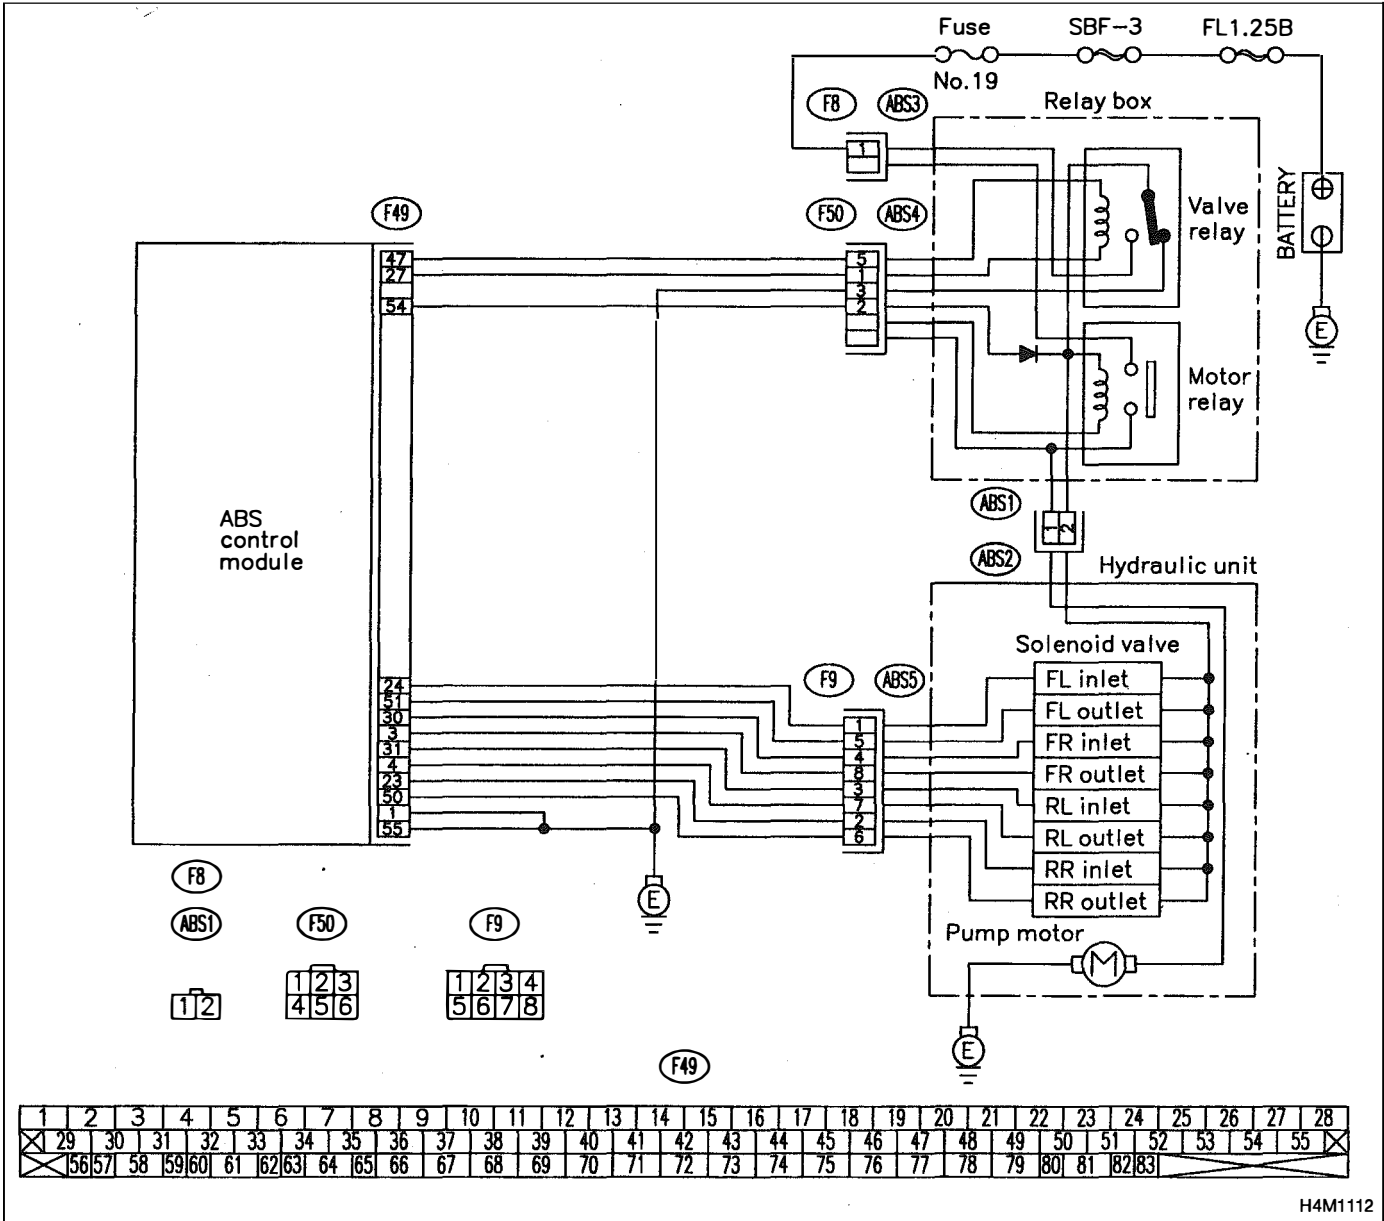 Fuse SBF-3 FL1.25B
No.19
F8 ABS3 Relay box
1
BATTERY
F49 F50 ABS4 Valve
relay
47 5
27 1
3
54 2
E
Motor
relay
ABS1
1 2
ABS
control
module
ABS2 Hydraulic unit
Solenoid valve
F9 ABS5
24 1 FL inlet
51 5 FL outlet
30 4 FR inlet
3 8 FR outlet
31 3 RL inlet
4 7 RL outlet
23 2 RR inlet
50 6 RR outlet
1
55
F8
E
ABS1 F50 F9 Pump motor
M
1 2 3 1 2 3 4
1 2 4 5 6 5 6 7 8
E
F49
1 2 3 4 5 6 7 8 9 10 11 12 13 14 15 16 17 18 19 20 21 22 23 24 25 26 27 28
29 30 31 32 33 34 35 36 37 38 39 40 41 42 43 44 45 46 47 48 49 50 51 52 53 54 55
56 57 58 59 60 61 62 63 64 65 66 67 68 69 70 71 72 73 74 75 76 77 78 79 80 81 82 83
H4M1112